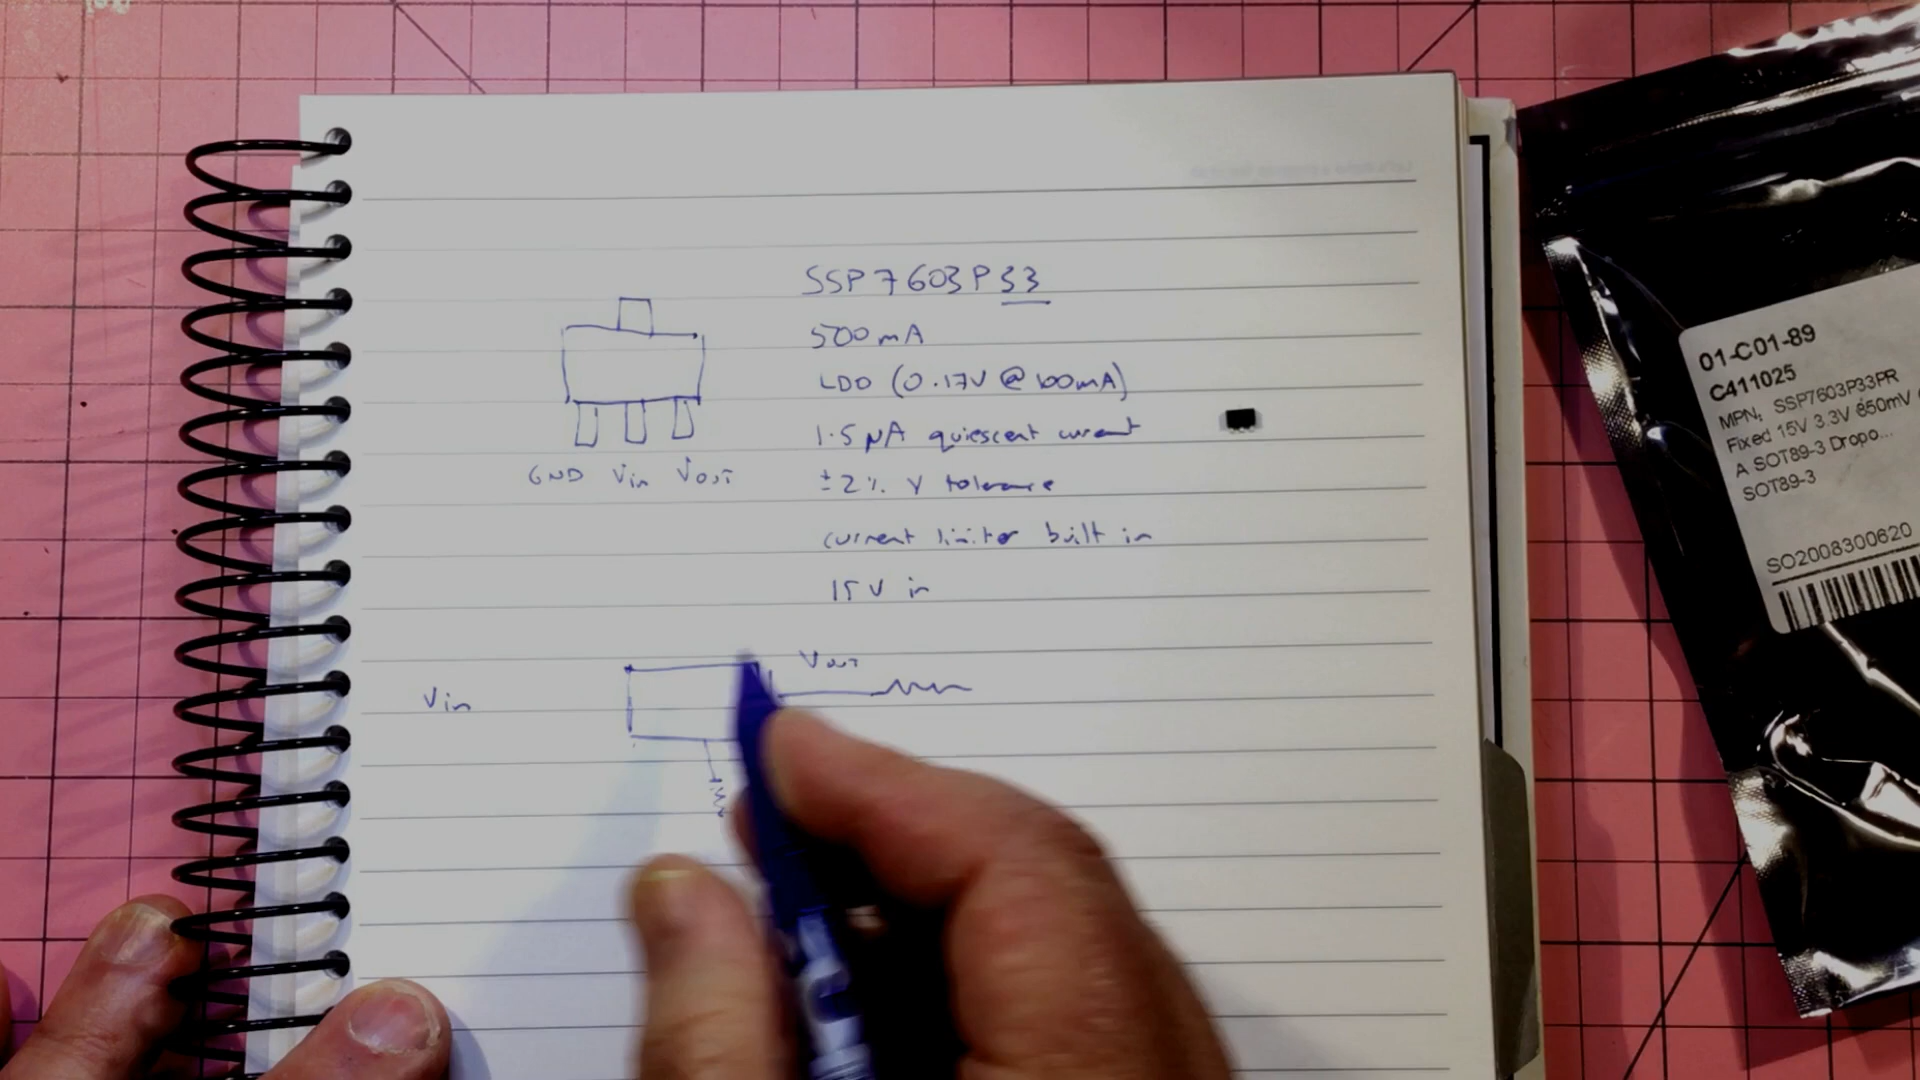 SSP7603P33
500mA
LDO (0.17V @ 100mA)
1.5µA quiescent current
±2% V tolerance
current limiter built in
15V in
GND Vin VOUT
Vin
VOUT
01-C01-89
C411025
MPN: SSP7603P33PR
Fixed 15V 3.3V 650mV
A SOT89-3 Dropo...
SOT89-3
SO2008300620